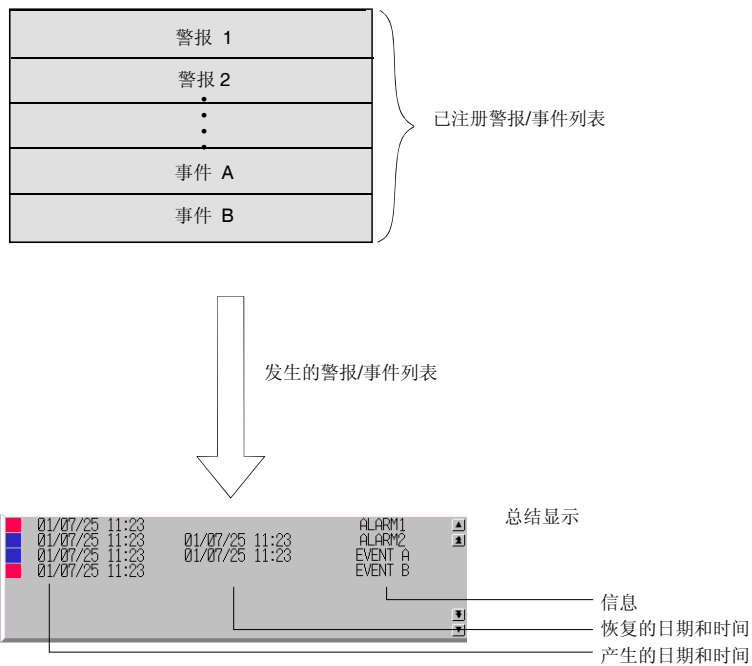 警报 1
警报 2
事件 A
事件 B
已注册警报/事件列表
发生的警报/事件列表
总结显示
01/07/25 11:23 ALARM1
01/07/25 11:23 01/07/25 11:23 ALARM2
01/07/25 11:23 01/07/25 11:23 EVENT A
01/07/25 11:23 EVENT B
信息
恢复的日期和时间
产生的日期和时间